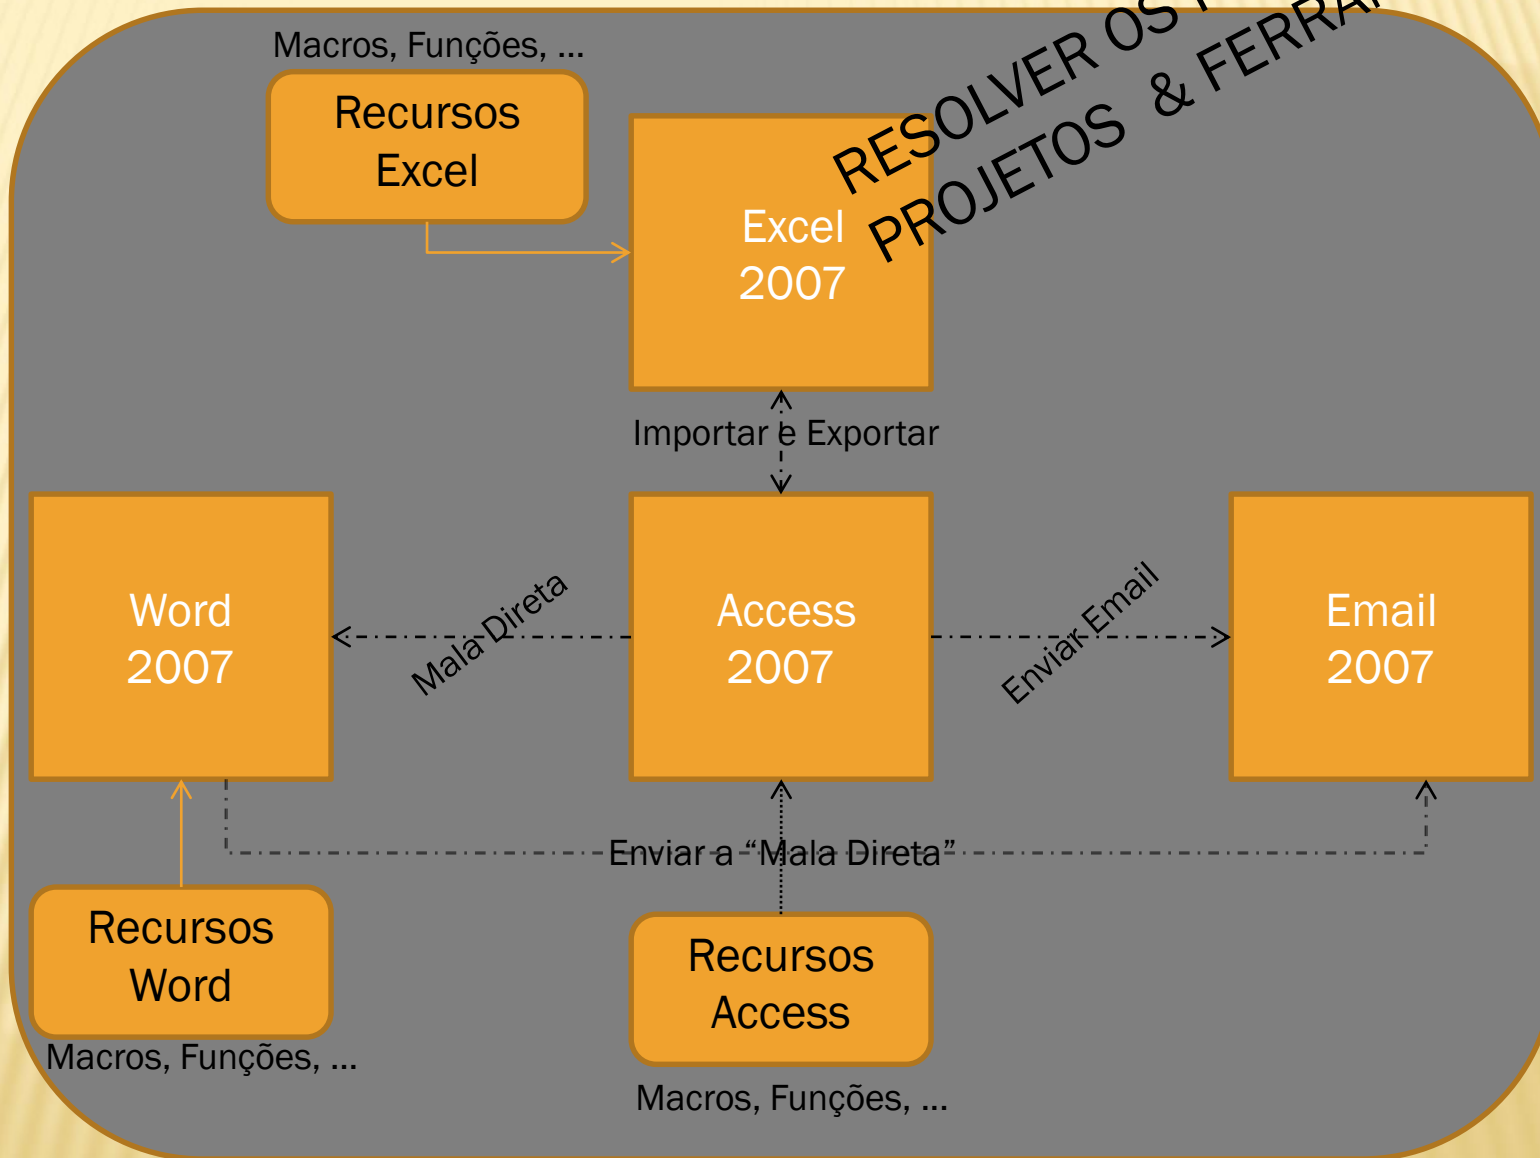 RESOLVER OS
PROJETOS & FERRA
Macros, Funções, ...
Recursos
Excel
Excel
2007
Importar e Exportar
Word
2007
Mala Direta
Access
2007
Enviar Email
Email
2007
Enviar a “Mala Direta”
Recursos
Word
Macros, Funções, ...
Recursos
Access
Macros, Funções, ...